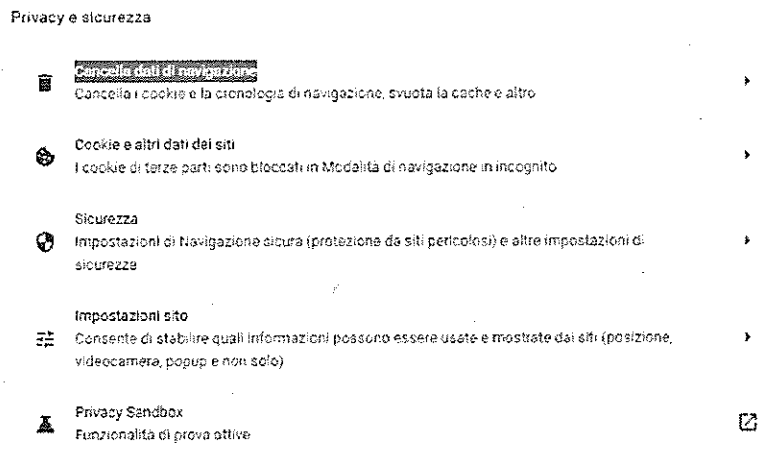 Privacy e sicurezza
Cancella dati di navigazione
Cancella i cookie e la cronologia di navigazione, svuota la cache e altro
Cookie e altri dati dei siti
I cookie di terze parti sono bloccati in Modalità di navigazione in incognito
Sicurezza
Impostazioni di Navigazione sicura (protezione da siti pericolosi) e altre impostazioni di
sicurezza
Impostazioni sito
Consente di stabilire quali informazioni possono essere usate e mostrate dai siti (posizione,
videocamera, popup e non solo)
Privacy Sandbox
Funzionalità di prova attive